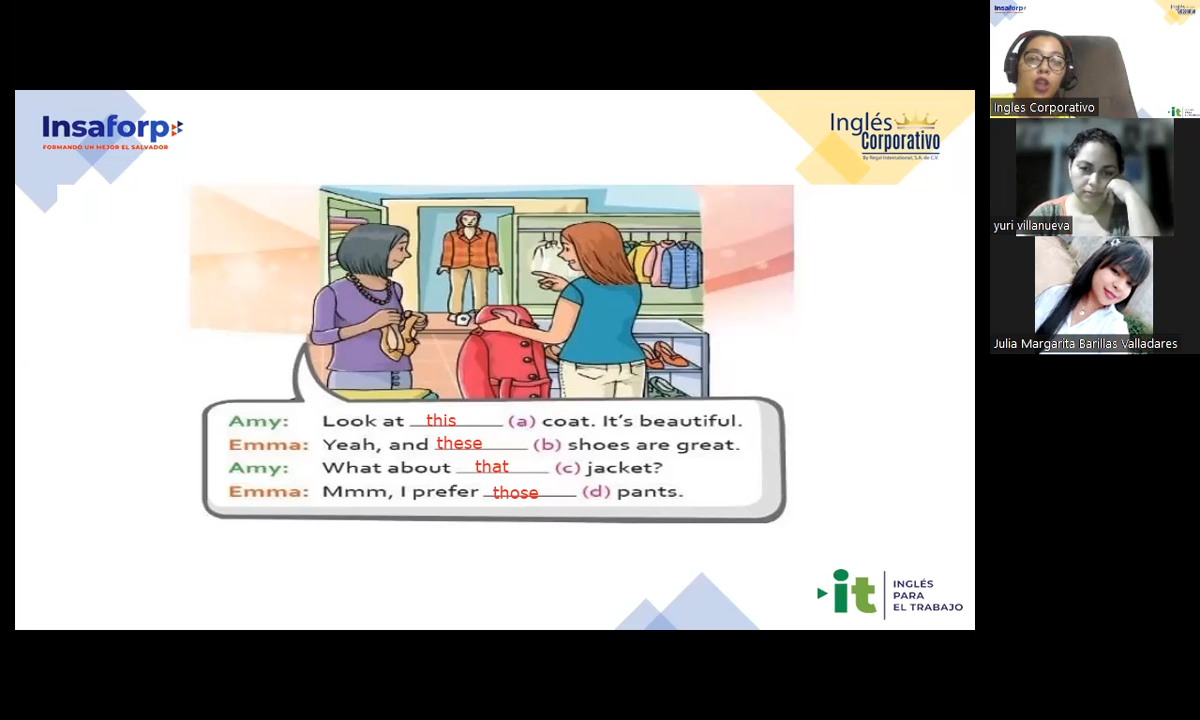 Insaforp
FORMANDO UN MEJOR EL SALVADOR
Inglés
Corporativo
By Regal International, S.A. de C.V.
Amy: Look at this (a) coat. It's beautiful.
Emma: Yeah, and these (b) shoes are great.
Amy: What about that (c) jacket?
Emma: Mmm, I prefer those (d) pants.
it
INGLÉS
PARA
EL TRABAJO
Insaforp
Ingles Corporativo
yuri villanueva
Julia Margarita Barillas Valladares